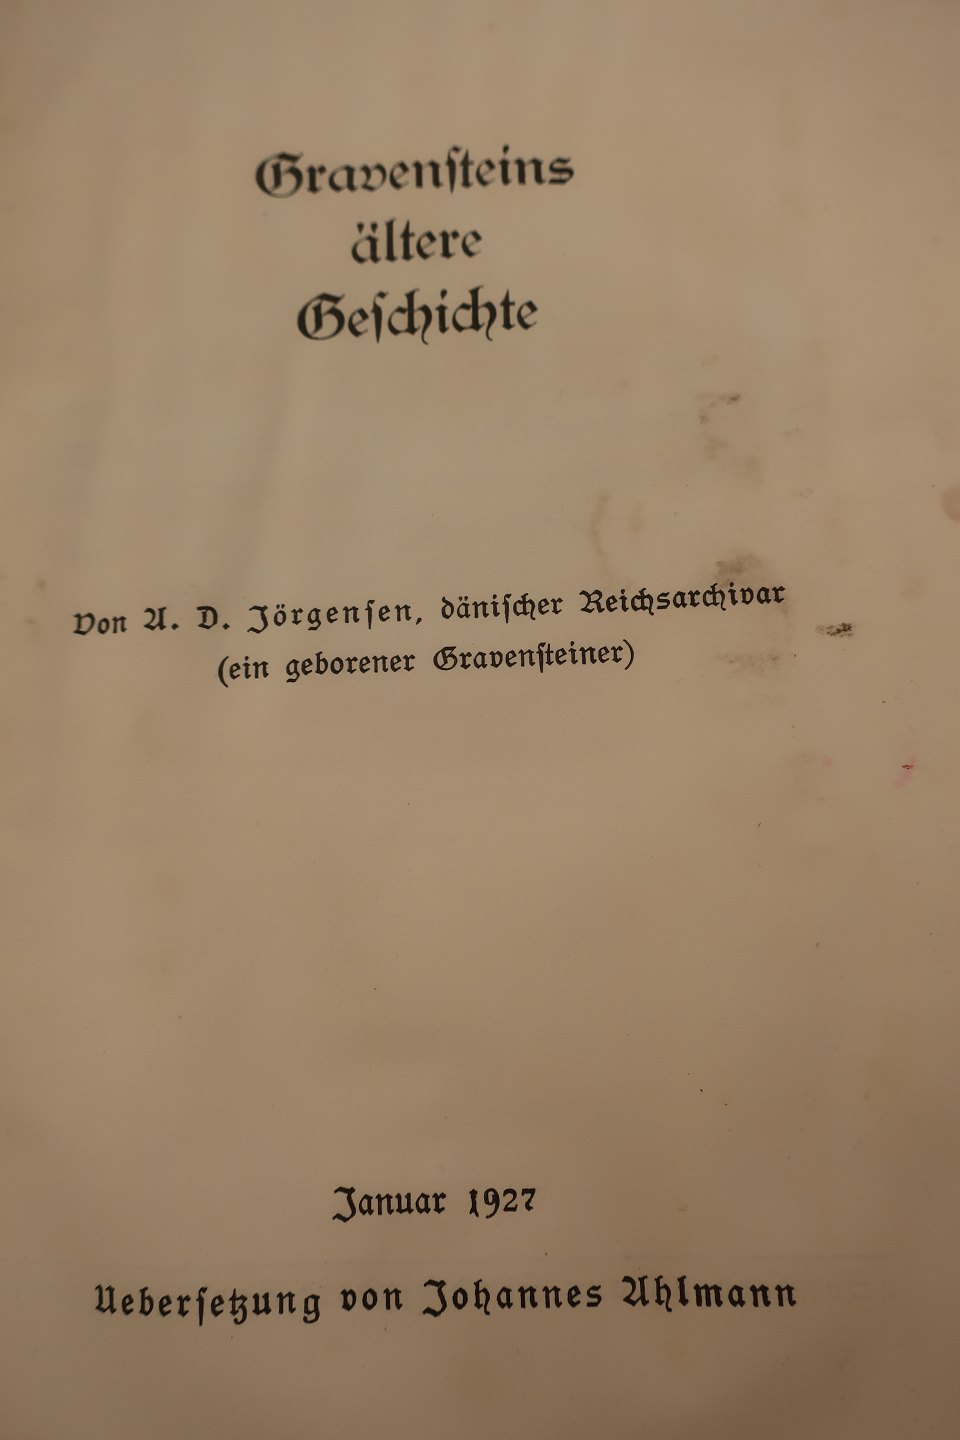 Gravensteins
ältere
Geschichte
Von A. D. Jörgensen, dänischer Reichsarchivar
(ein geborener Gravensteiner)
Januar 1927
Uebersetzung von Johannes Ahlmann